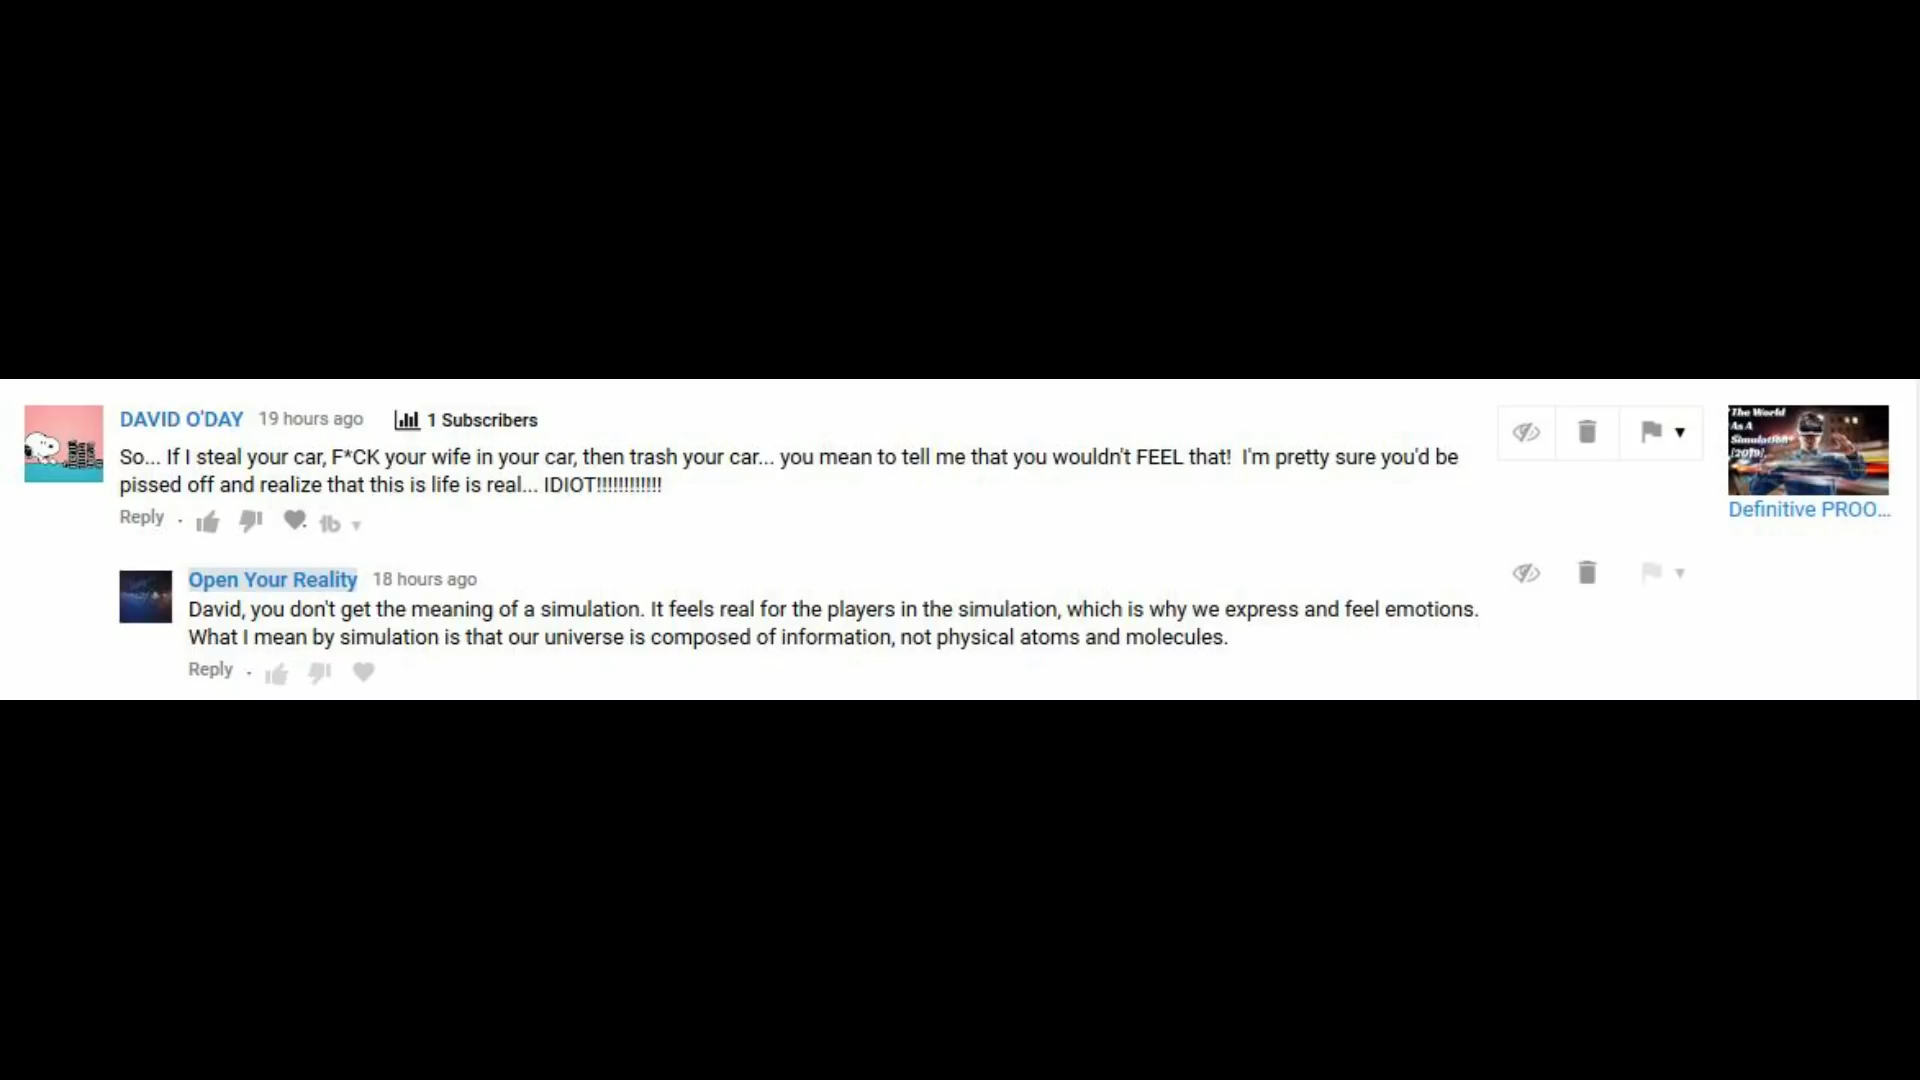 DAVID O'DAY 19 hours ago 1 Subscribers
So... If I steal your car, F*CK your wife in your car, then trash your car... you mean to tell me that you wouldn't FEEL that! I'm pretty sure you'd be
pissed off and realize that this is life is real... IDIOT!!!!!!!!!!!!
Reply
The World
As A
Simulation
[2019]
Definitive PROO...
Open Your Reality 18 hours ago
David, you don't get the meaning of a simulation. It feels real for the players in the simulation, which is why we express and feel emotions.
What I mean by simulation is that our universe is composed of information, not physical atoms and molecules.
Reply